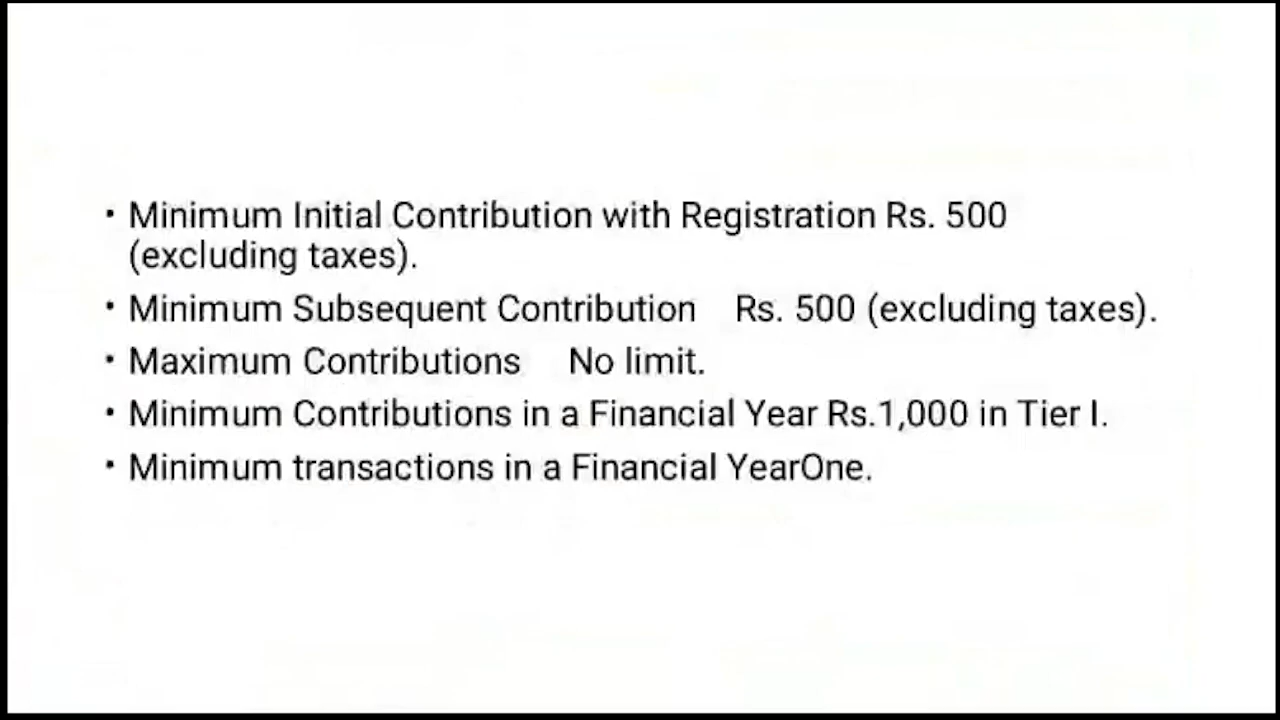 • Minimum Initial Contribution with Registration Rs. 500
(excluding taxes).
• Minimum Subsequent Contribution Rs. 500 (excluding taxes).
• Maximum Contributions No limit.
• Minimum Contributions in a Financial Year Rs.1,000 in Tier I.
• Minimum transactions in a Financial YearOne.